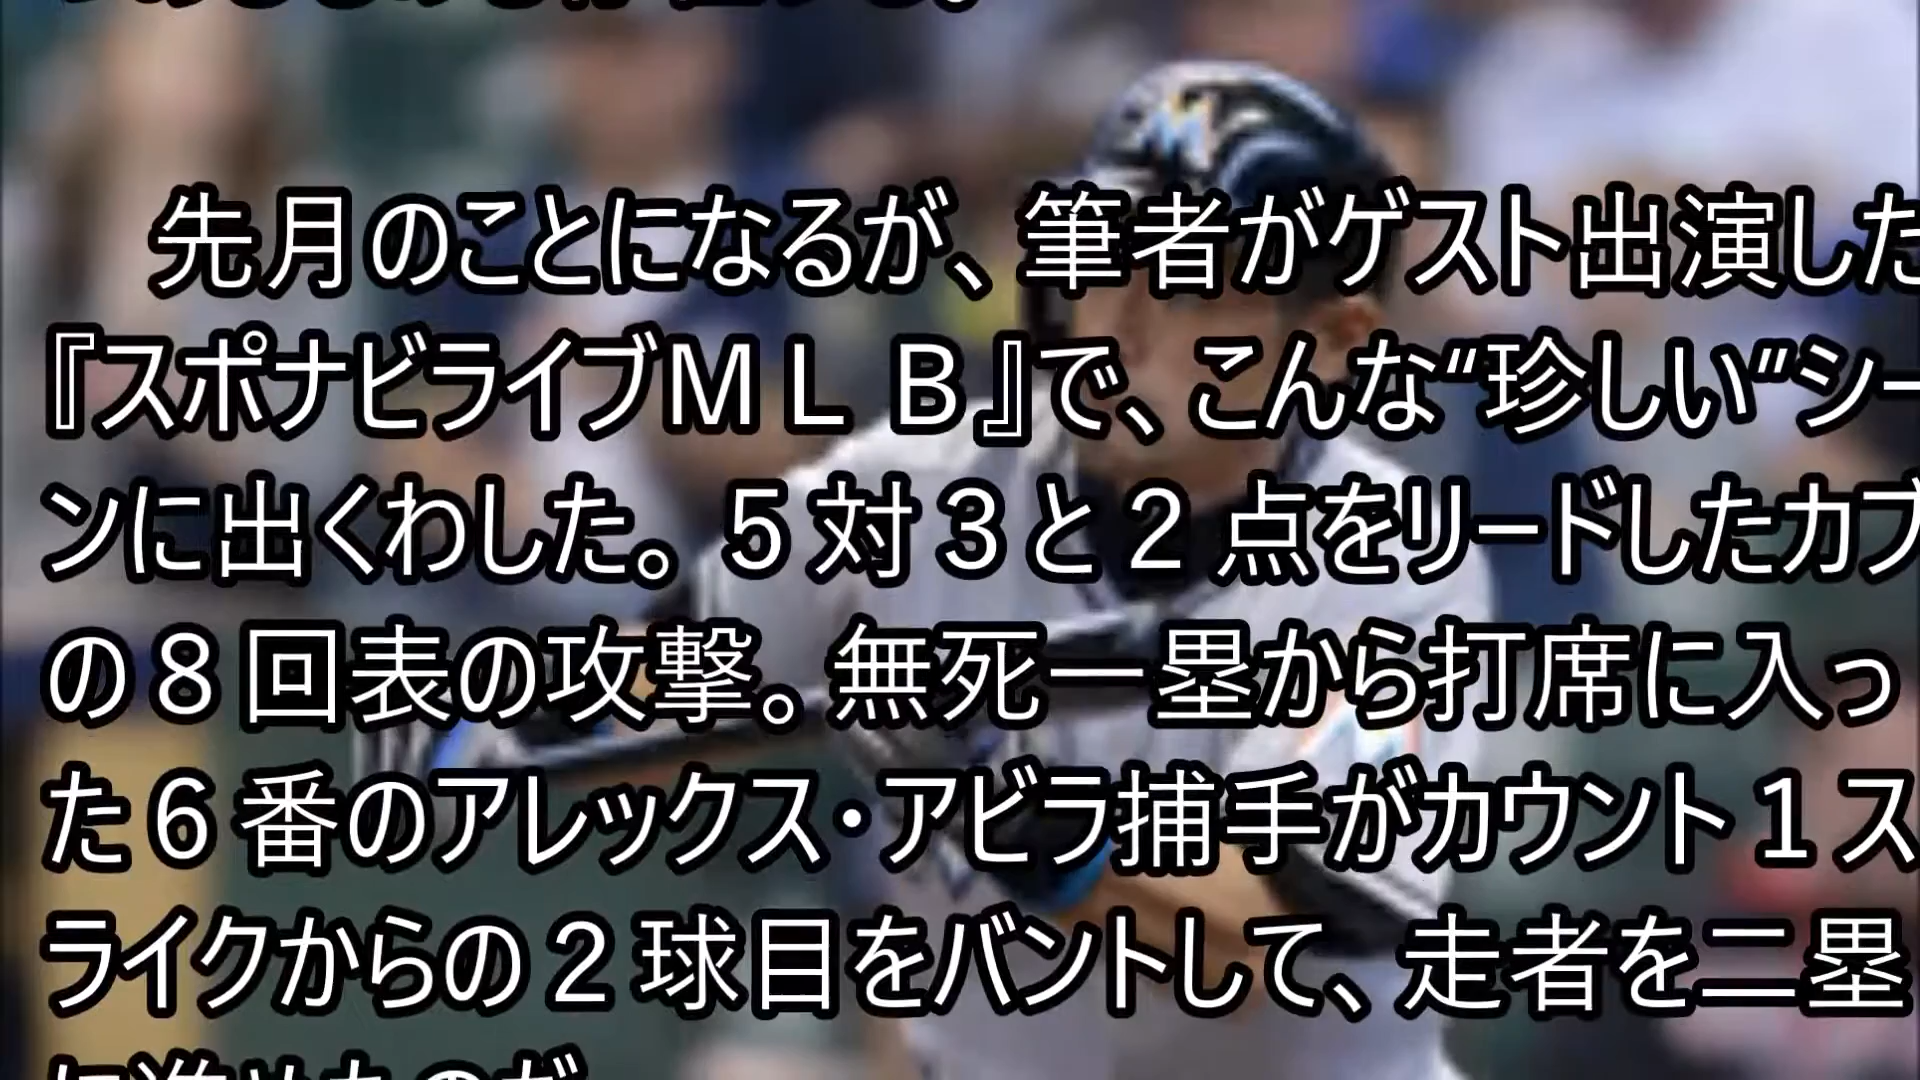 先月のことになるが、筆者がゲスト出演した
『スポナビライブＭＬＢ』で、こんな“珍しい”シー
ンに出くわした。５対３と２点をリードしたカブ
の８回表の攻撃。無死一塁から打席に入っ
た６番のアレックス・アビラ捕手がカウント１ス
ライクからの２球目をバントして、走者を二塁
に進めたのだ